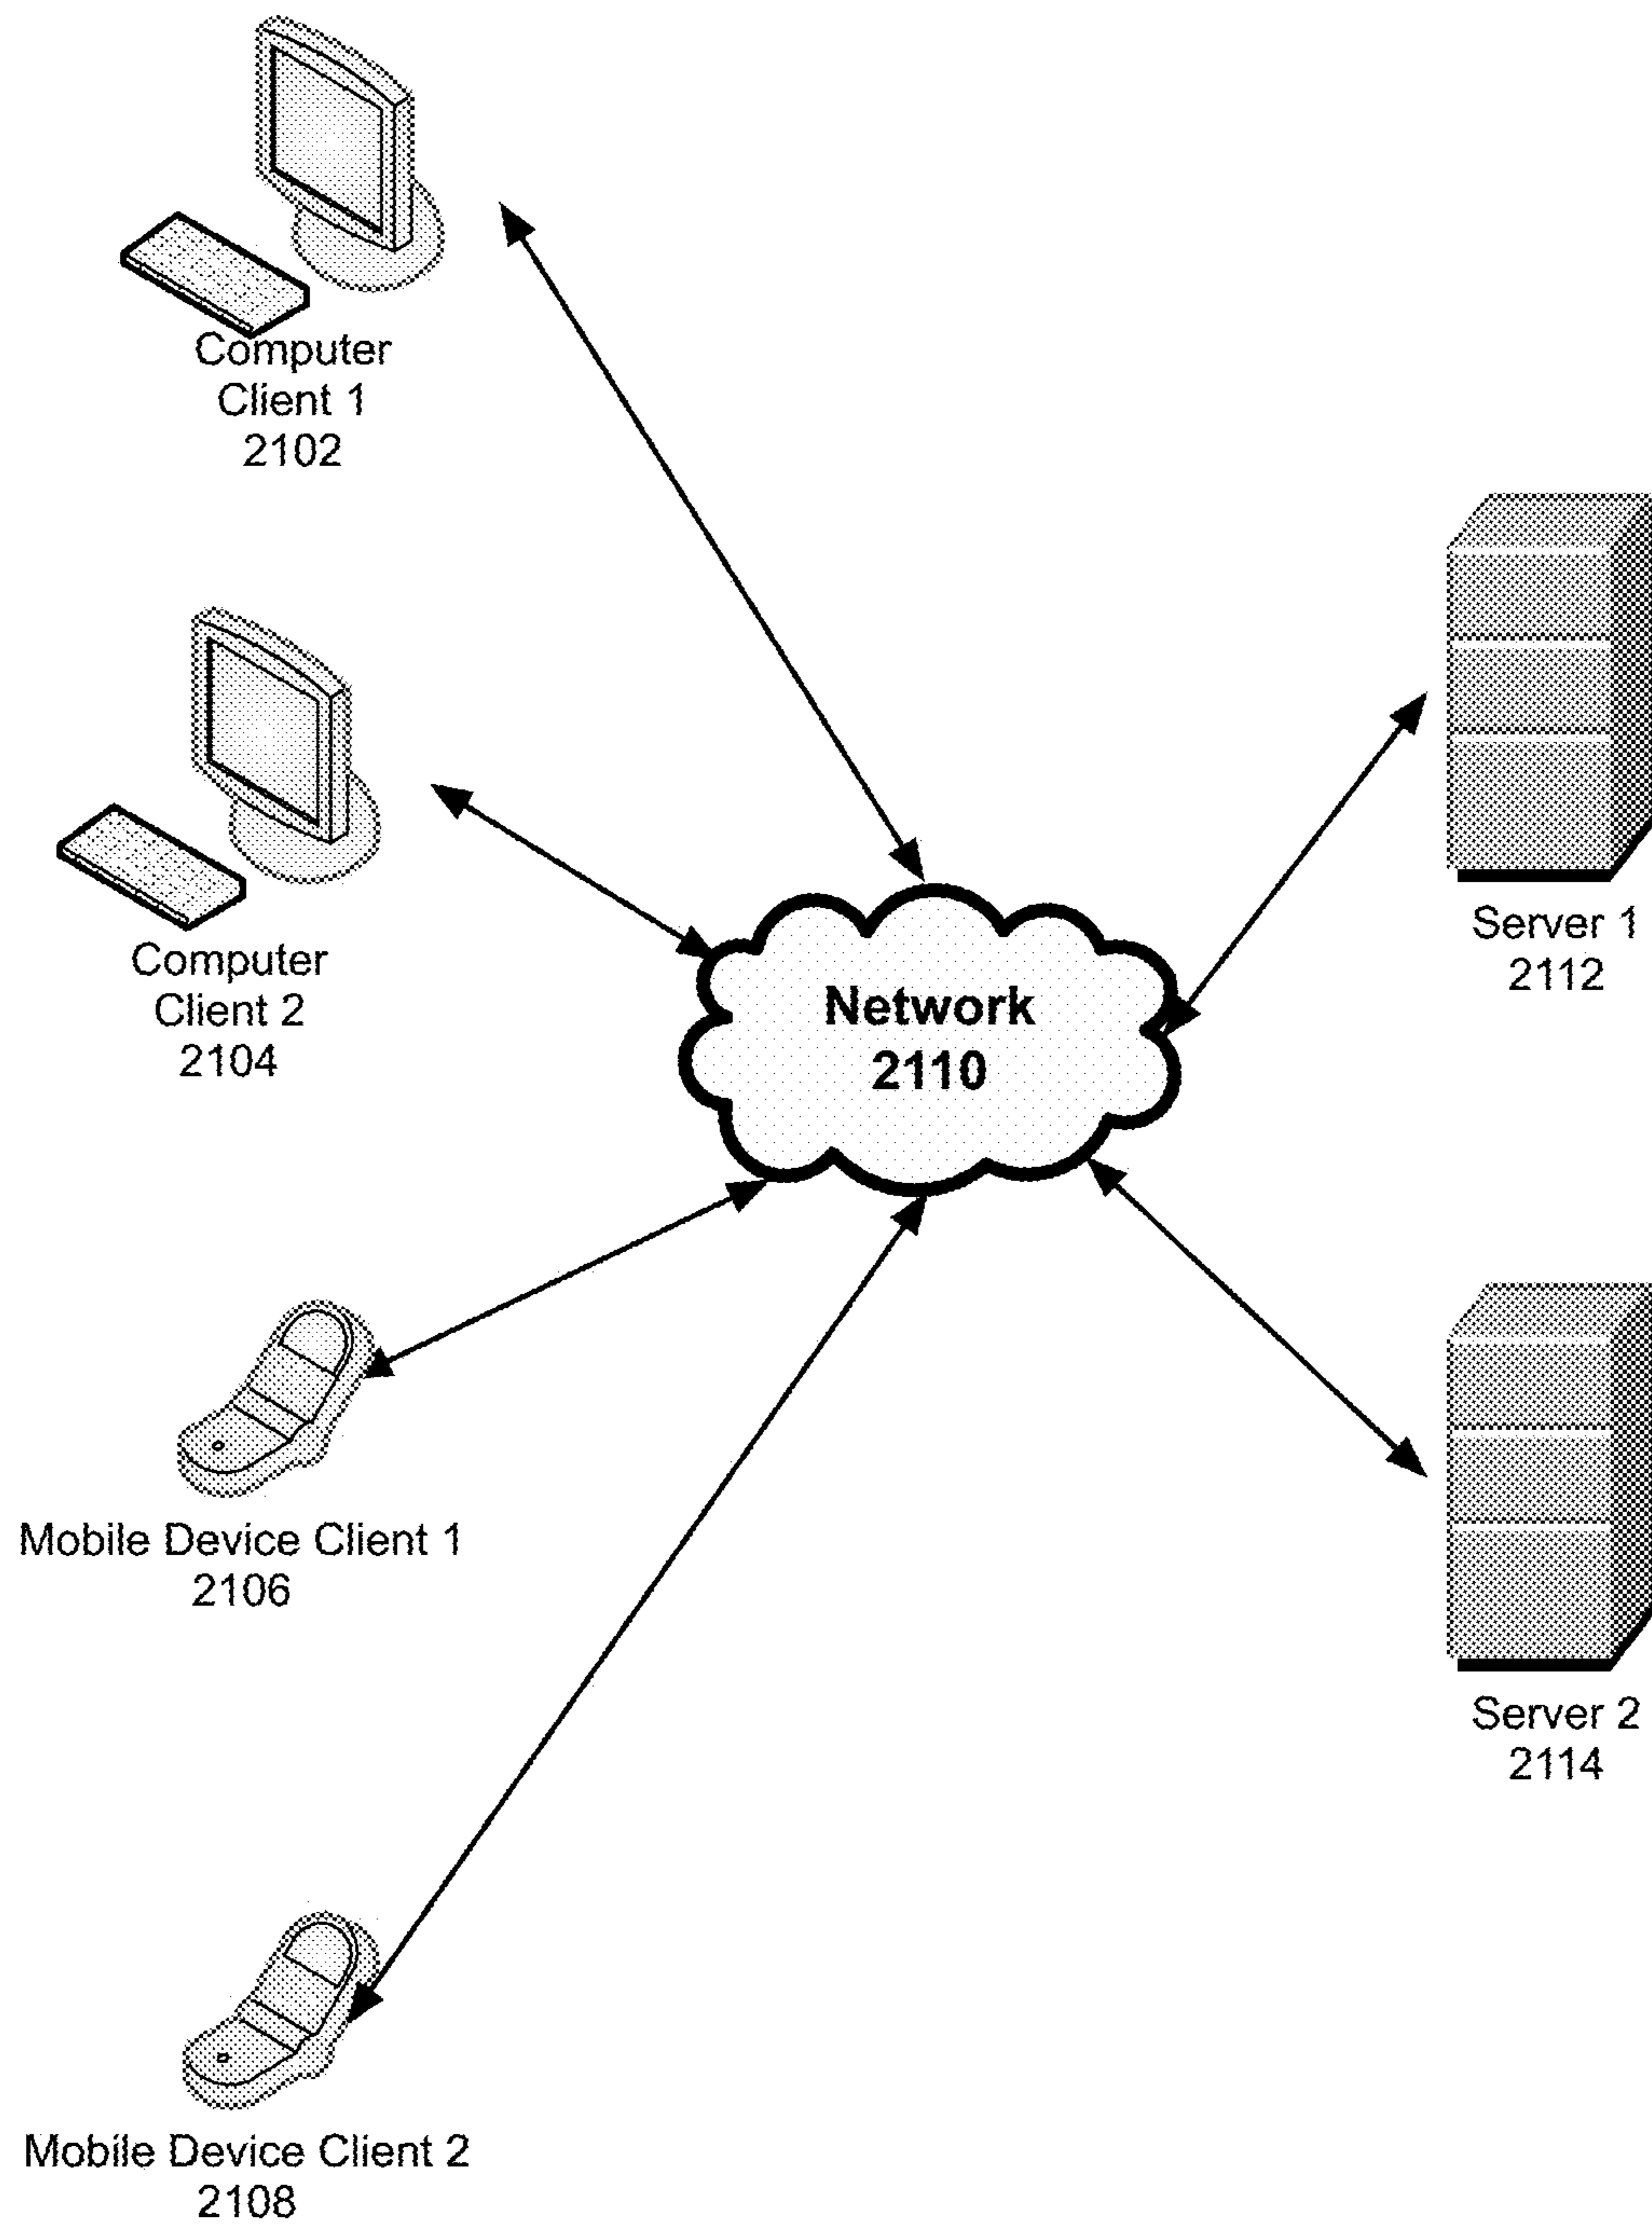 Computer
Client 1
2102
Computer
Client 2
2104
Network
2110
Server 1
2112
Mobile Device Client 1
2106
Server 2
2114
Mobile Device Client 2
2108